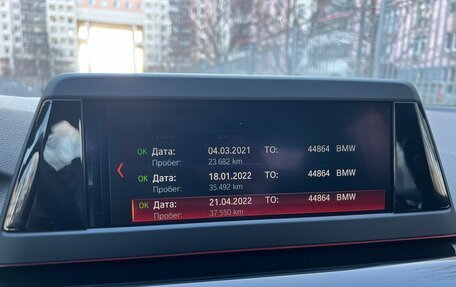 OK Дата: 04.03.2021 ТО: 44864 BMW
Пробег: 23.682 km
OK Дата: 18.01.2022 ТО: 44864 BMW
Пробег: 35.492 km
OK Дата: 21.04.2022 ТО: 44864 BMW
Пробег: 37.550 km